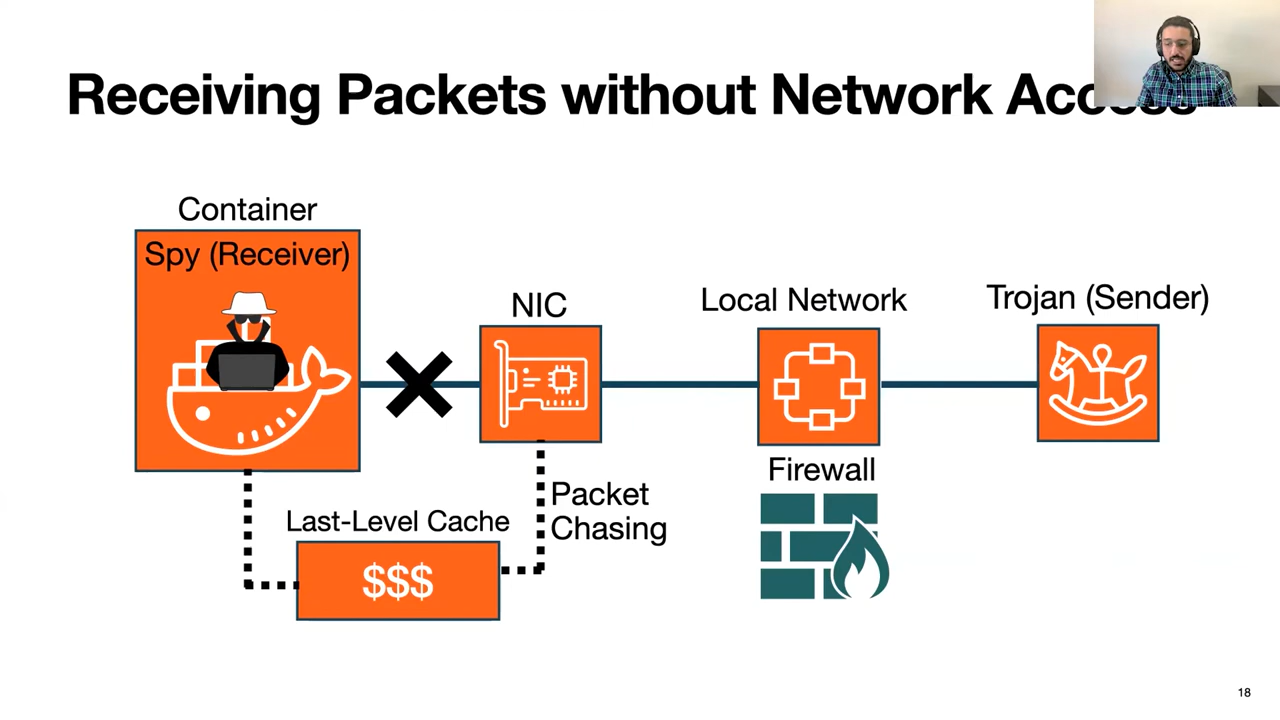 Receiving Packets without Network Access
Container
Spy (Receiver)
NIC
Local Network
Trojan (Sender)
Firewall
Packet
Chasing
Last-Level Cache
$$$
18